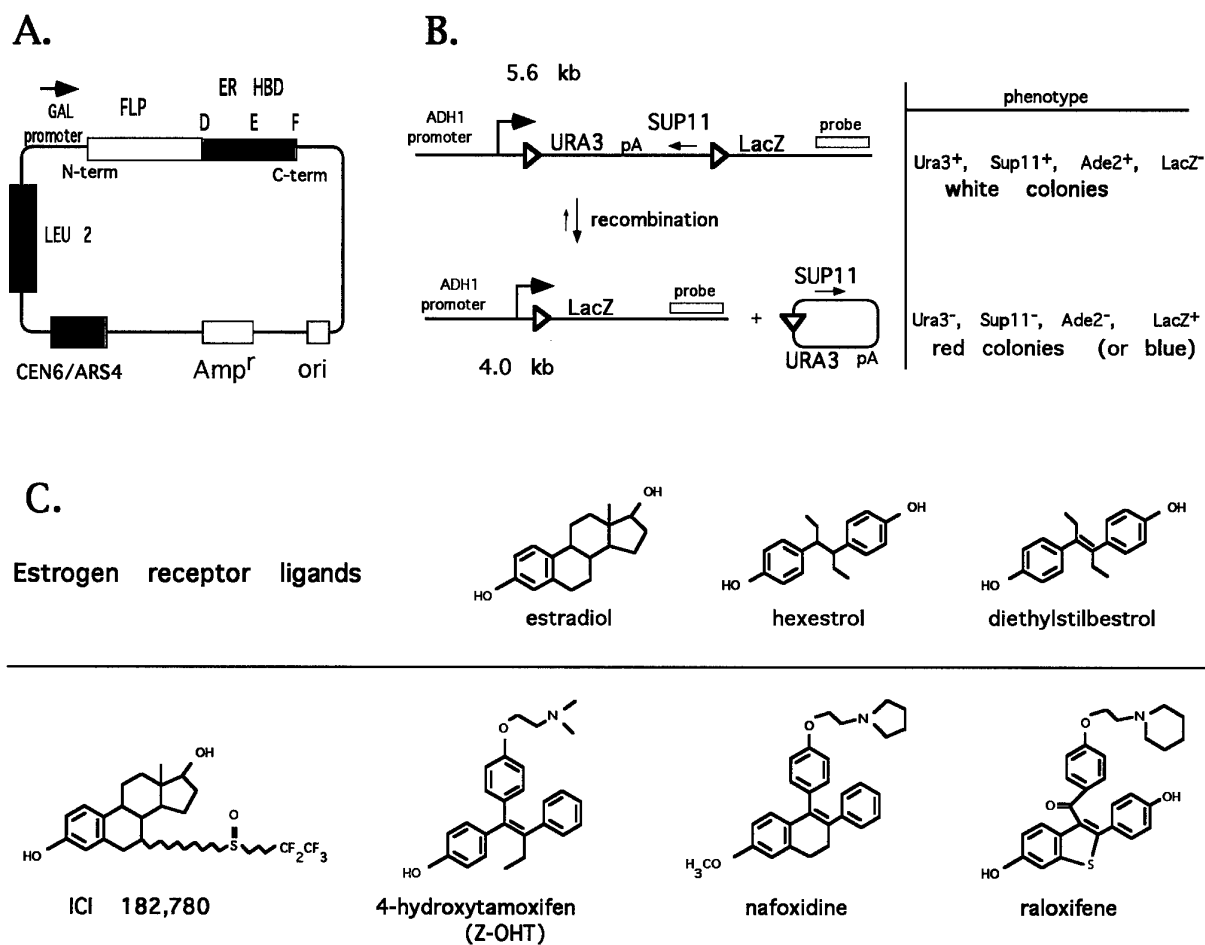 A.
GAL
promoter
FLP
ER HBD
D E F
N-term
C-term
LEU 2
CEN6/ARS4
Ampr
ori
B.
5.6 kb
ADH1
promoter
URA3
pA
SUP11
LacZ
probe
recombination
ADH1
promoter
LacZ
probe
+
SUP11
URA3
pA
4.0 kb
phenotype
Ura3+, Sup11+, Ade2+, LacZ-
white colonies
Ura3-, Sup11-, Ade2-, LacZ+
red colonies (or blue)
C.
Estrogen receptor ligands
OH
HO
estradiol
OH
HO
hexestrol
OH
HO
diethylstilbestrol
OH
HO
O
S
CF2CF3
ICI 182,780
N
O
HO
4-hydroxytamoxifen
(Z-OHT)
N
O
H3CO
nafoxidine
N
O
O
OH
HO
S
raloxifene